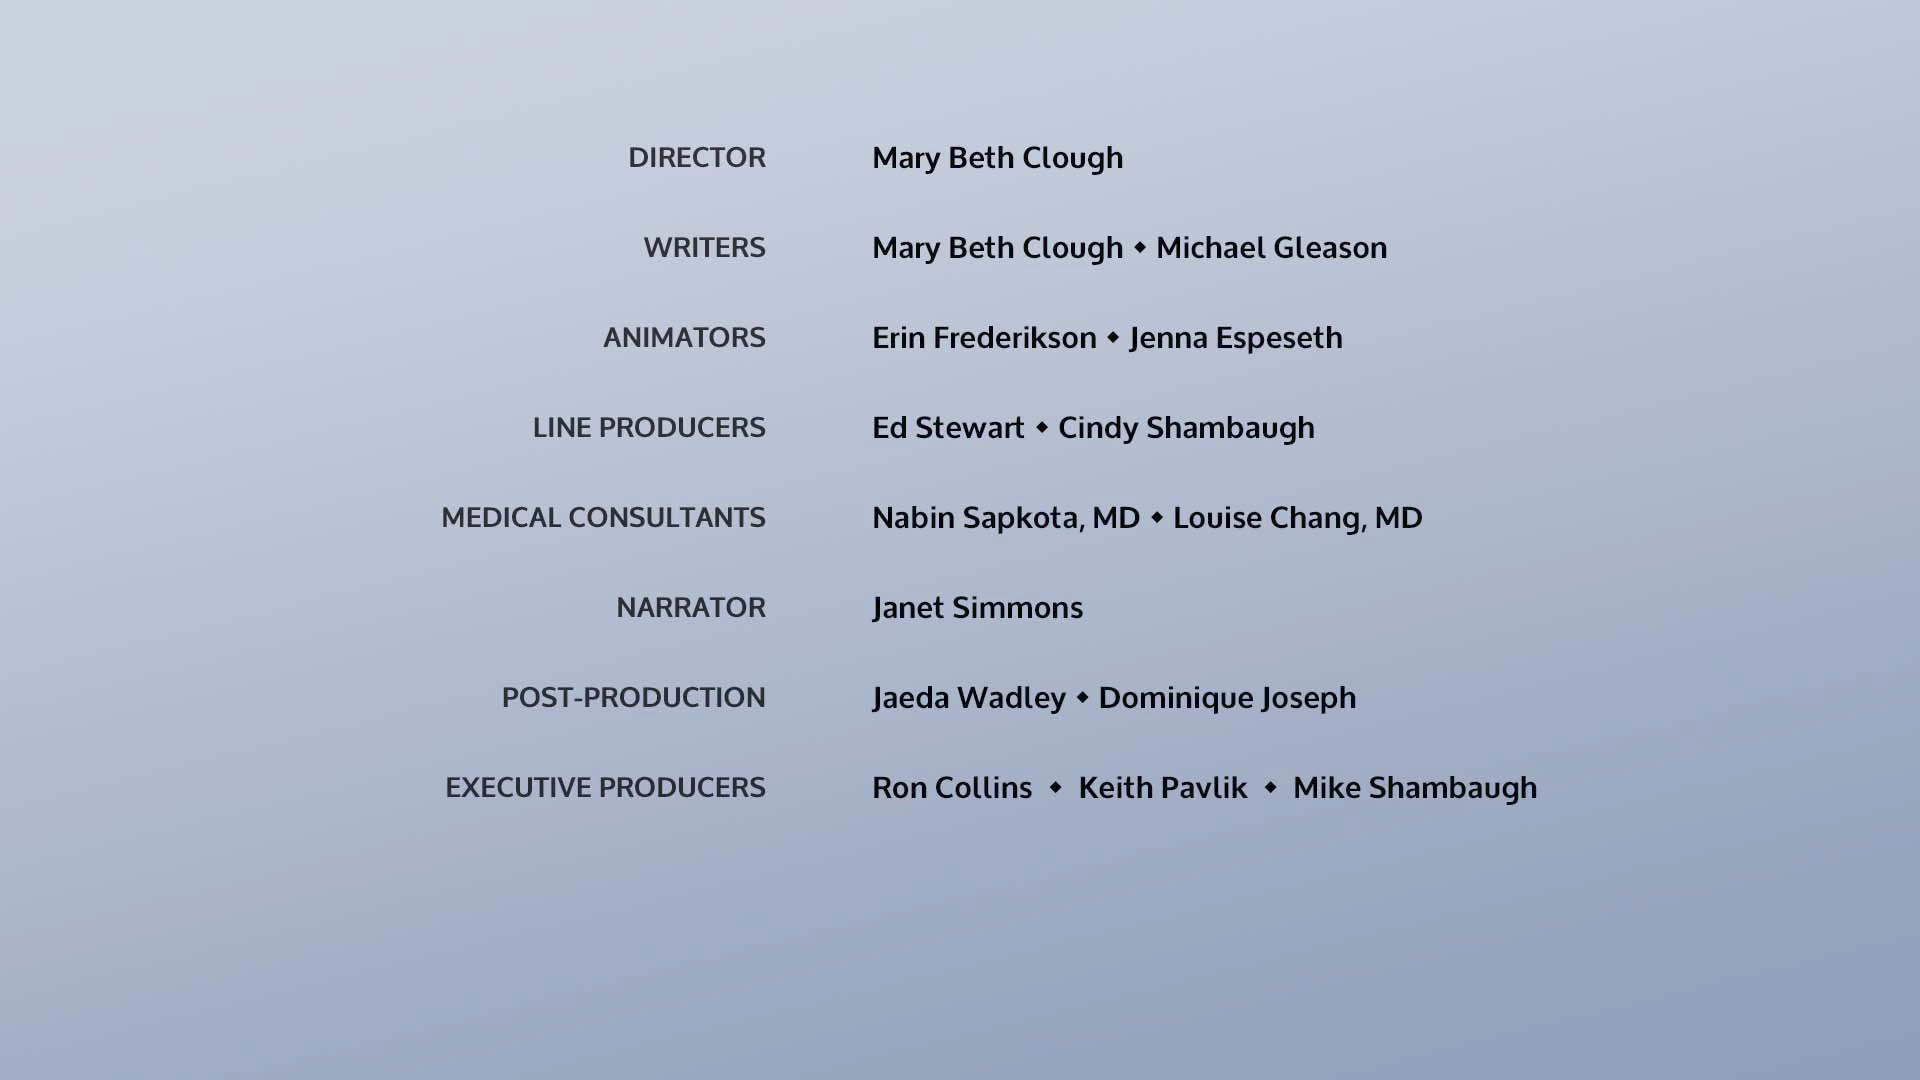 DIRECTOR Mary Beth Clough
WRITERS Mary Beth Clough ◆ Michael Gleason
ANIMATORS Erin Frederikson ◆ Jenna Espeseth
LINE PRODUCERS Ed Stewart ◆ Cindy Shambaugh
MEDICAL CONSULTANTS Nabin Sapkota, MD ◆ Louise Chang, MD
NARRATOR Janet Simmons
POST-PRODUCTION Jaeda Wadley ◆ Dominique Joseph
EXECUTIVE PRODUCERS Ron Collins ◆ Keith Pavlik ◆ Mike Shambaugh